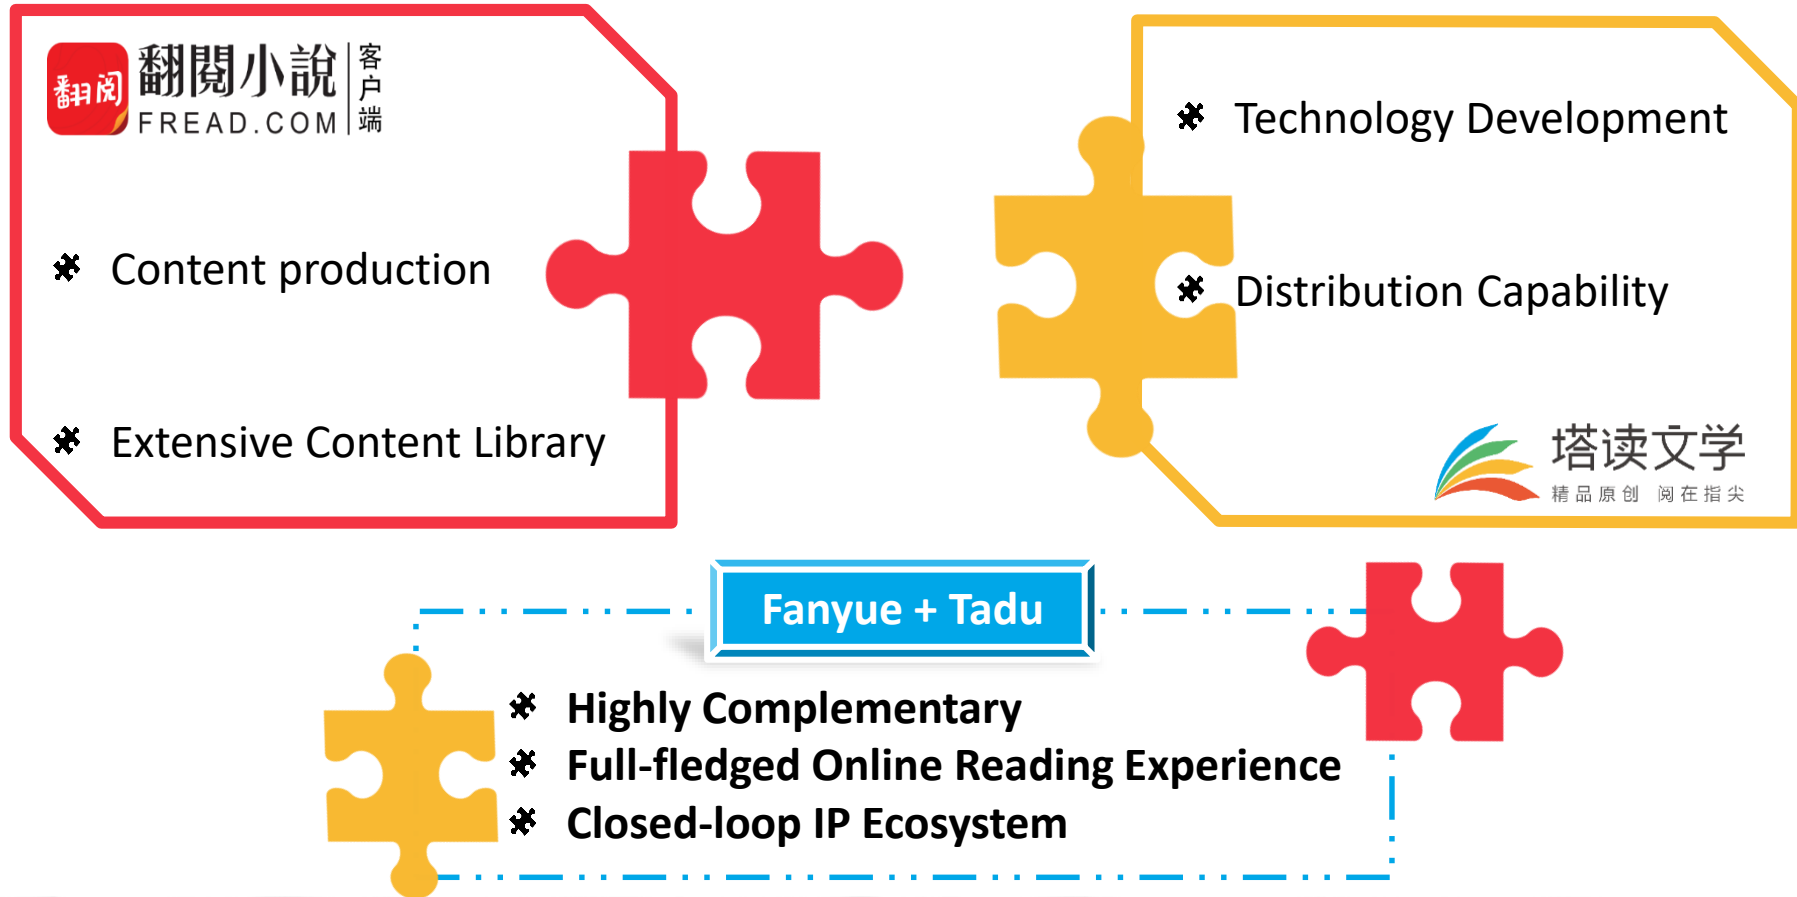 翻阅
翻閱小說
FREAD.COM
客户端
Content production
Extensive Content Library
Technology Development
Distribution Capability
塔读文学
精品原创 阅在指尖
Fanyue + Tadu
Highly Complementary
Full-fledged Online Reading Experience
Closed-loop IP Ecosystem